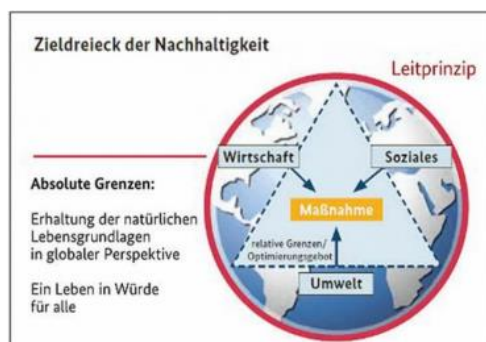 Zieldreieck der Nachhaltigkeit
Leitprinzip
Wirtschaft
Soziales
Absolute Grenzen:
Maßnahme
Erhaltung der natürlichen
Lebensgrundlagen
in globaler Perspektive
relative Grenzen/
Optimierungsgebot
Umwelt
Ein Leben in Würde
für alle